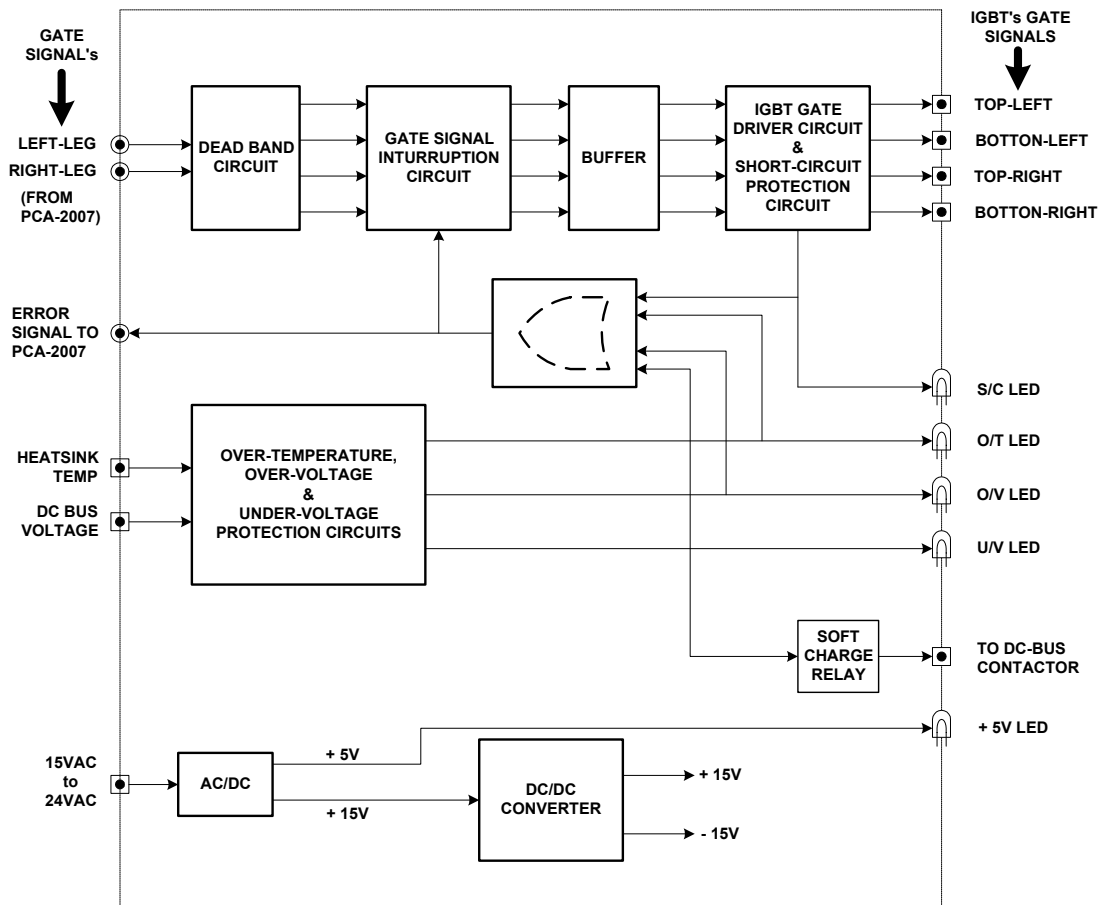 GATE
SIGNAL's
IGBT's GATE
SIGNALS
LEFT-LEG
RIGHT-LEG
(FROM
PCA-2007)
DEAD BAND
CIRCUIT
GATE SIGNAL
INTURRUPTION
CIRCUIT
BUFFER
IGBT GATE
DRIVER CIRCUIT
&
SHORT-CIRCUIT
PROTECTION
CIRCUIT
TOP-LEFT
BOTTON-LEFT
TOP-RIGHT
BOTTON-RIGHT
ERROR
SIGNAL TO
PCA-2007
S/C LED
HEATSINK
TEMP
DC BUS
VOLTAGE
OVER-TEMPERATURE,
OVER-VOLTAGE
&
UNDER-VOLTAGE
PROTECTION CIRCUITS
O/T LED
O/V LED
U/V LED
SOFT
CHARGE
RELAY
TO DC-BUS
CONTACTOR
+ 5V LED
15VAC
to
24VAC
AC/DC
+ 5V
+ 15V
DC/DC
CONVERTER
+ 15V
- 15V